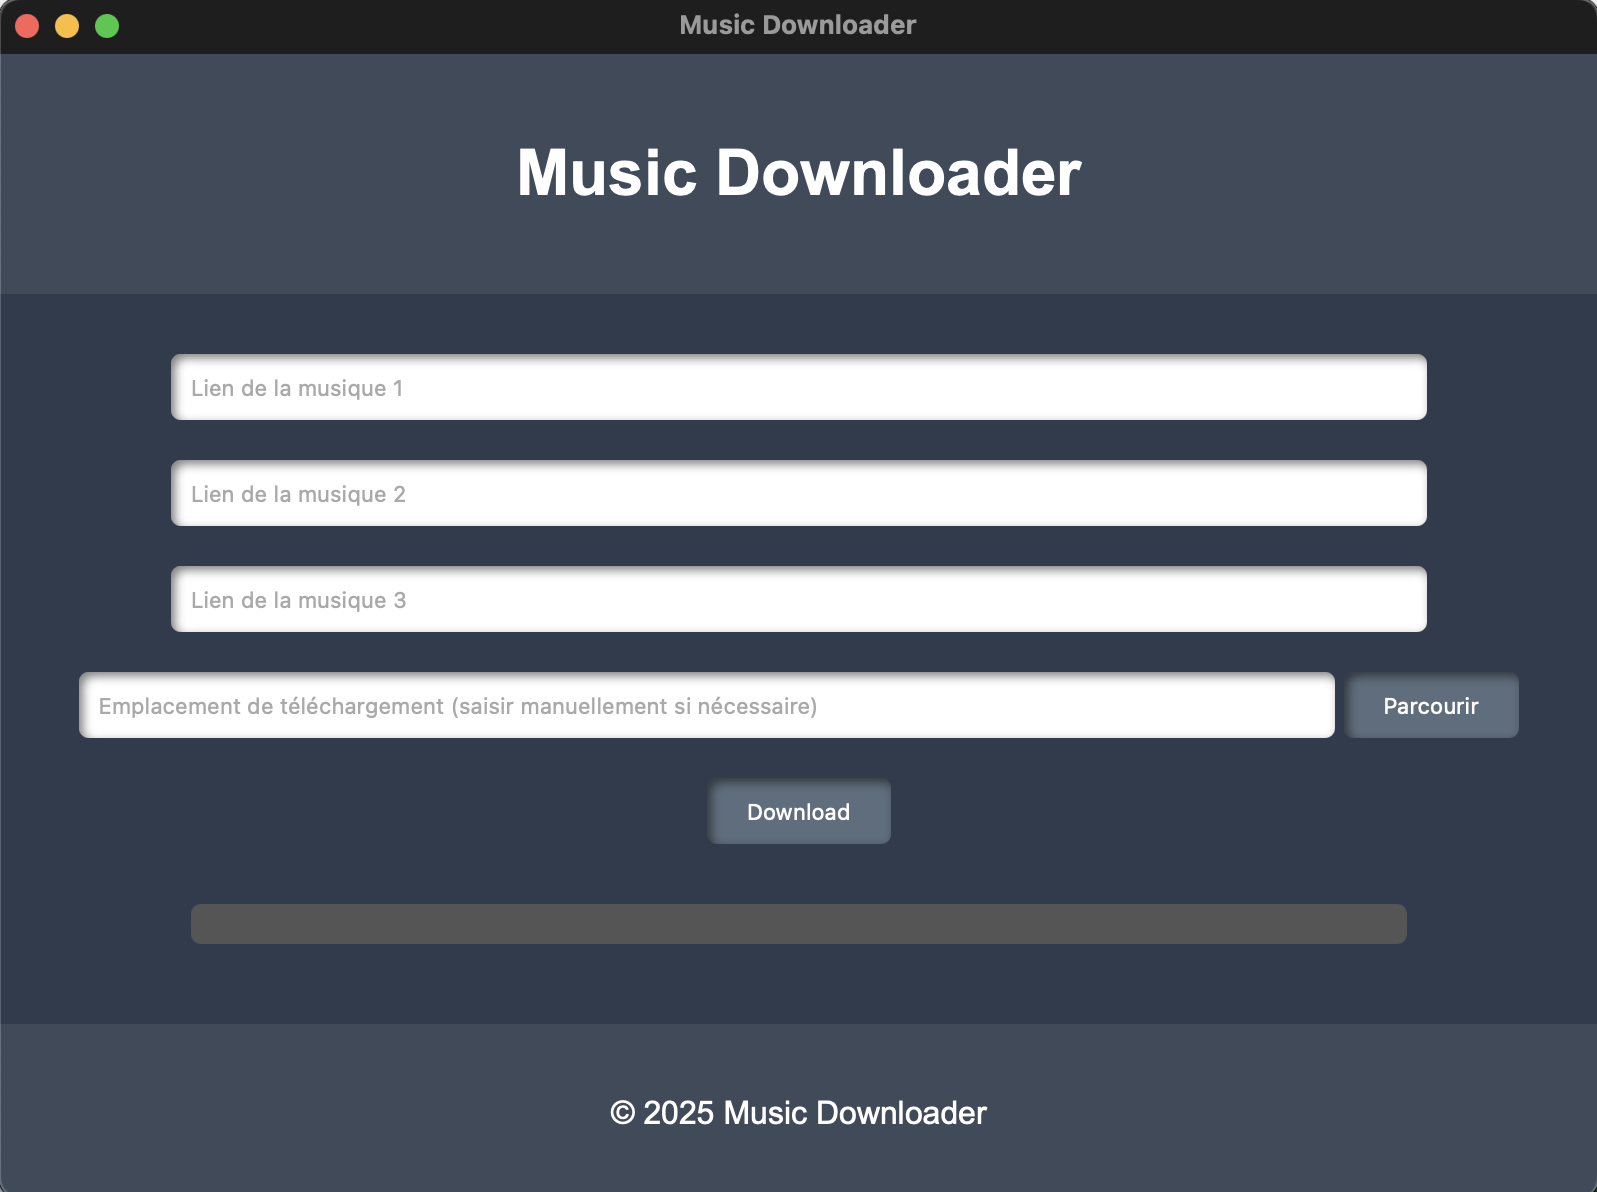 Music Downloader
Music Downloader
Lien de la musique 1
Lien de la musique 2
Lien de la musique 3
Emplacement de téléchargement (saisir manuellement si nécessaire)
Parcourir
Download
© 2025 Music Downloader